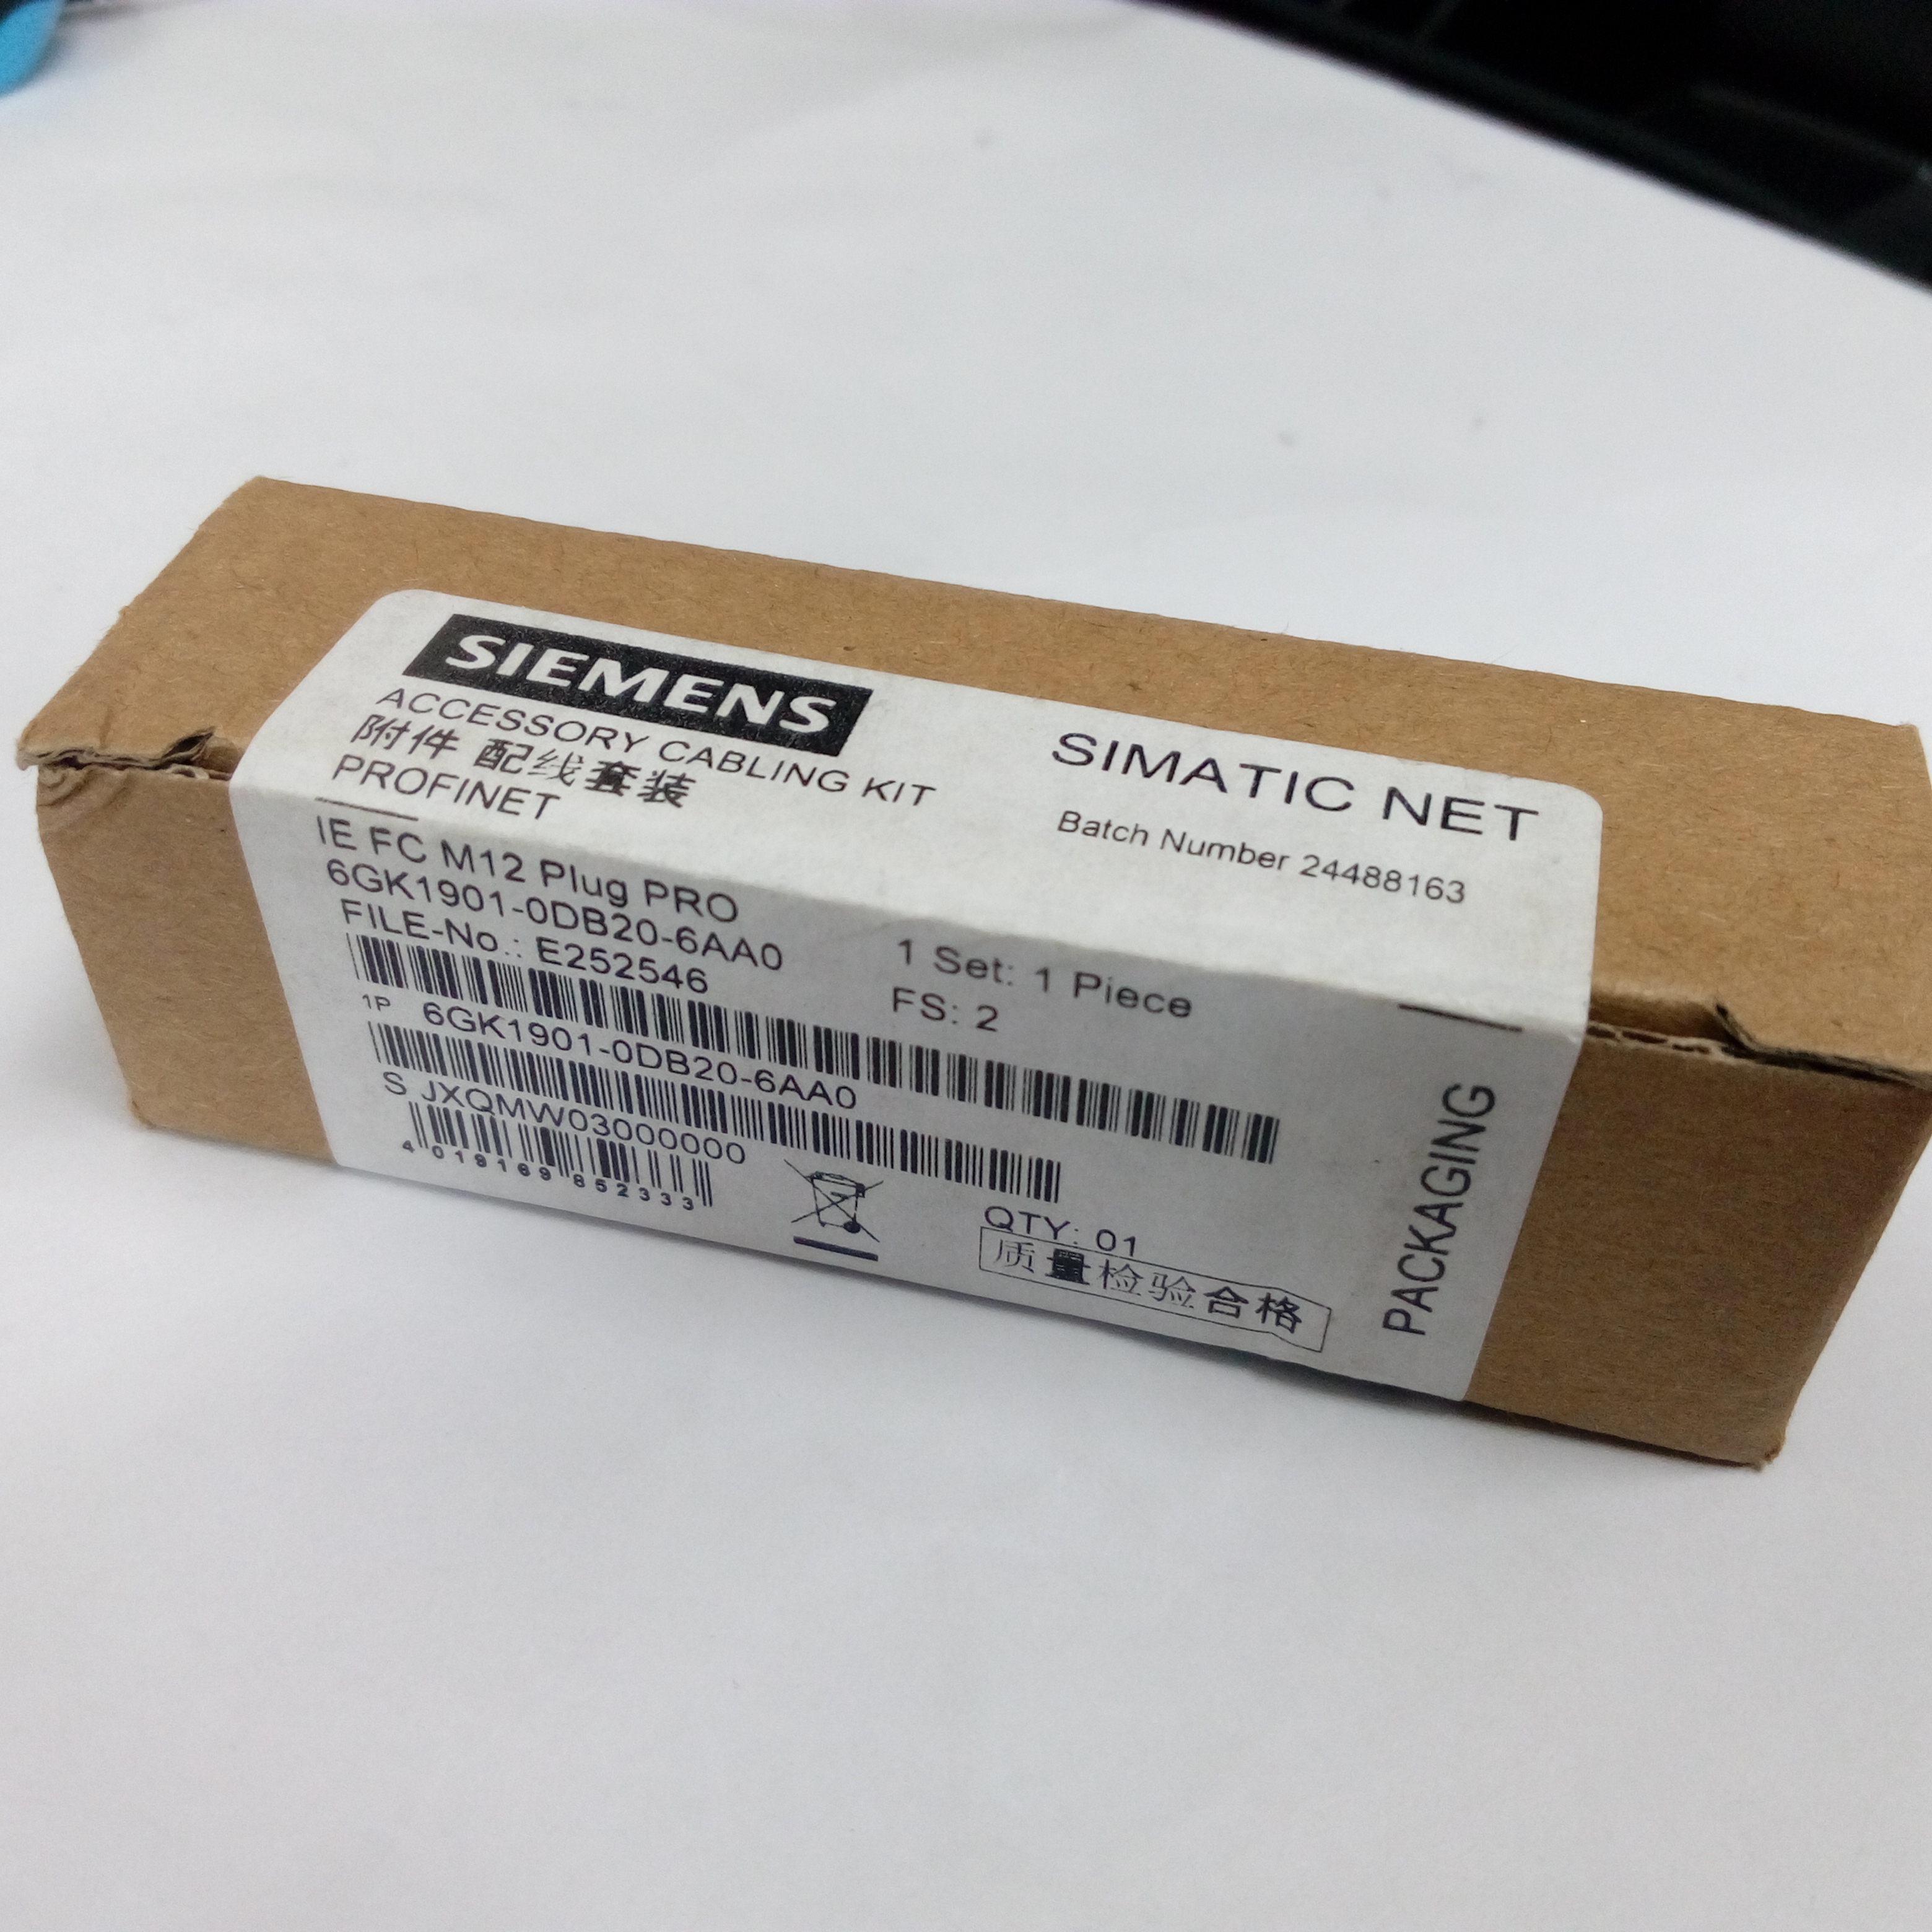 SIEMENS
ACCESSORY CABLING KIT
附件 配线套装
PROFINET
SIMATIC NET
Batch Number 24488163
IE FC M12 Plug PRO
6GK1901-0DB20-6AA0
FILE-No.: E252546
1 Set: 1 Piece
FS: 2
1P 6GK1901-0DB20-6AA0
S JXQMW03000000
4 019169 852333
QTY: 01
质量检验合格
PACKAGING